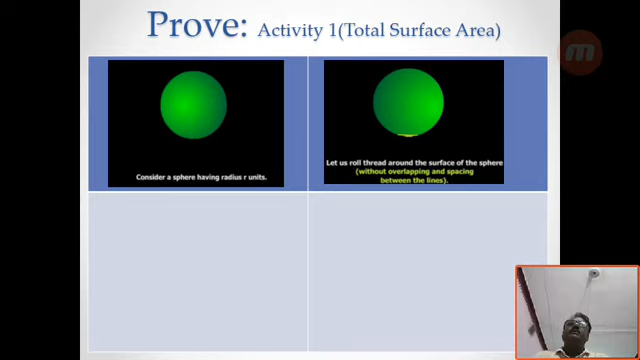 Prove: Activity 1(Total Surface Area)
Consider a sphere having radius r units.
Let us roll thread around the surface of the sphere
(without overlapping and spacing
between the lines).